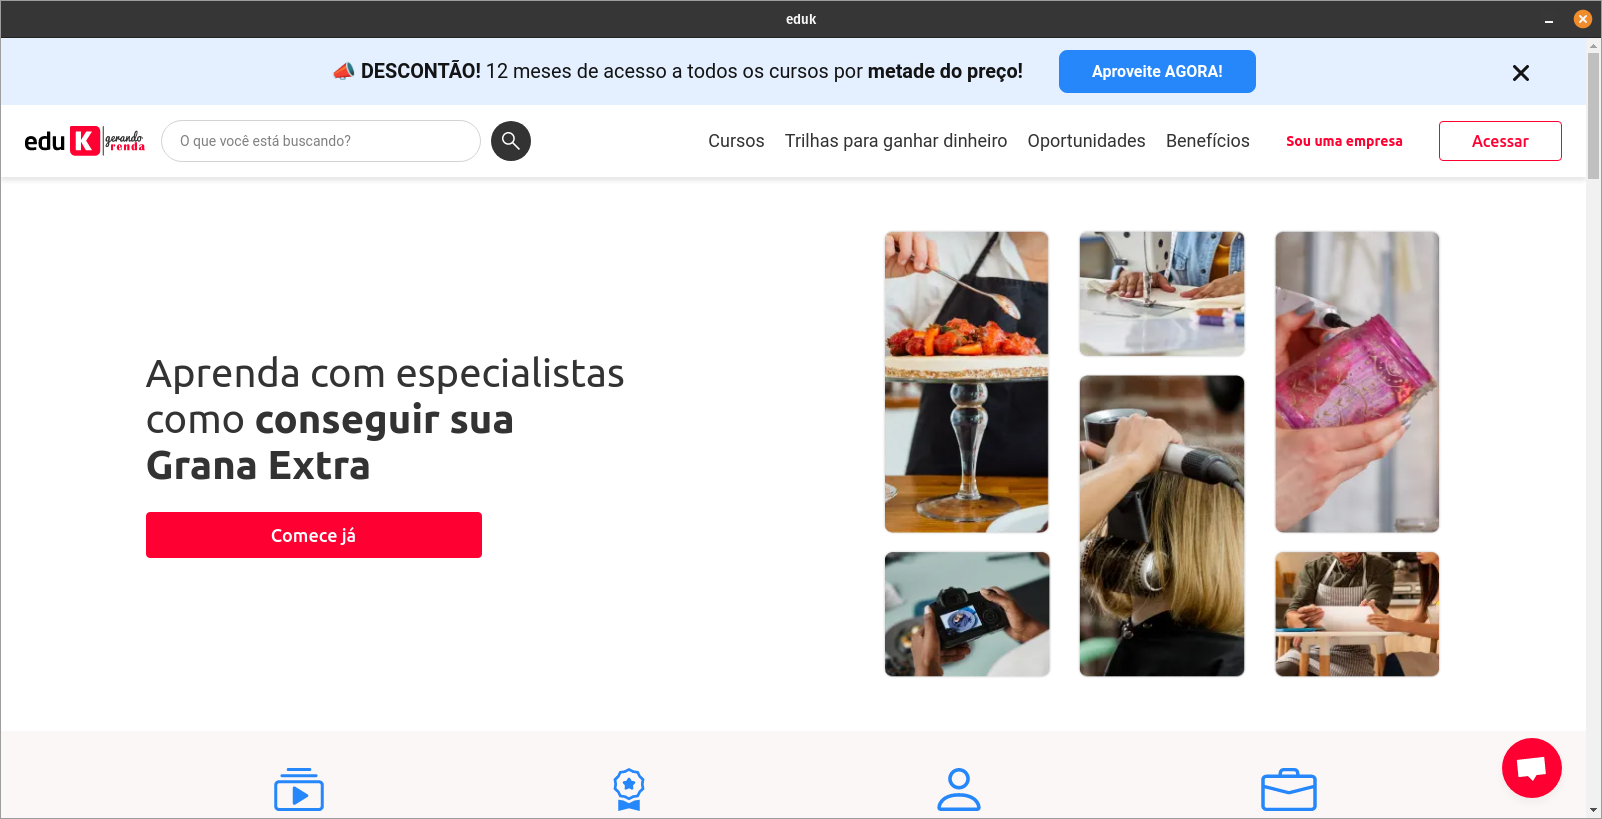 eduk
DESCONTÃO! 12 meses de acesso a todos os cursos por metade do preço!
Aproveite AGORA!
edu K gerando renda
O que você está buscando?
Cursos
Trilhas para ganhar dinheiro
Oportunidades
Benefícios
Sou uma empresa
Acessar
Aprenda com especialistas
como conseguir sua
Grana Extra
Comece já